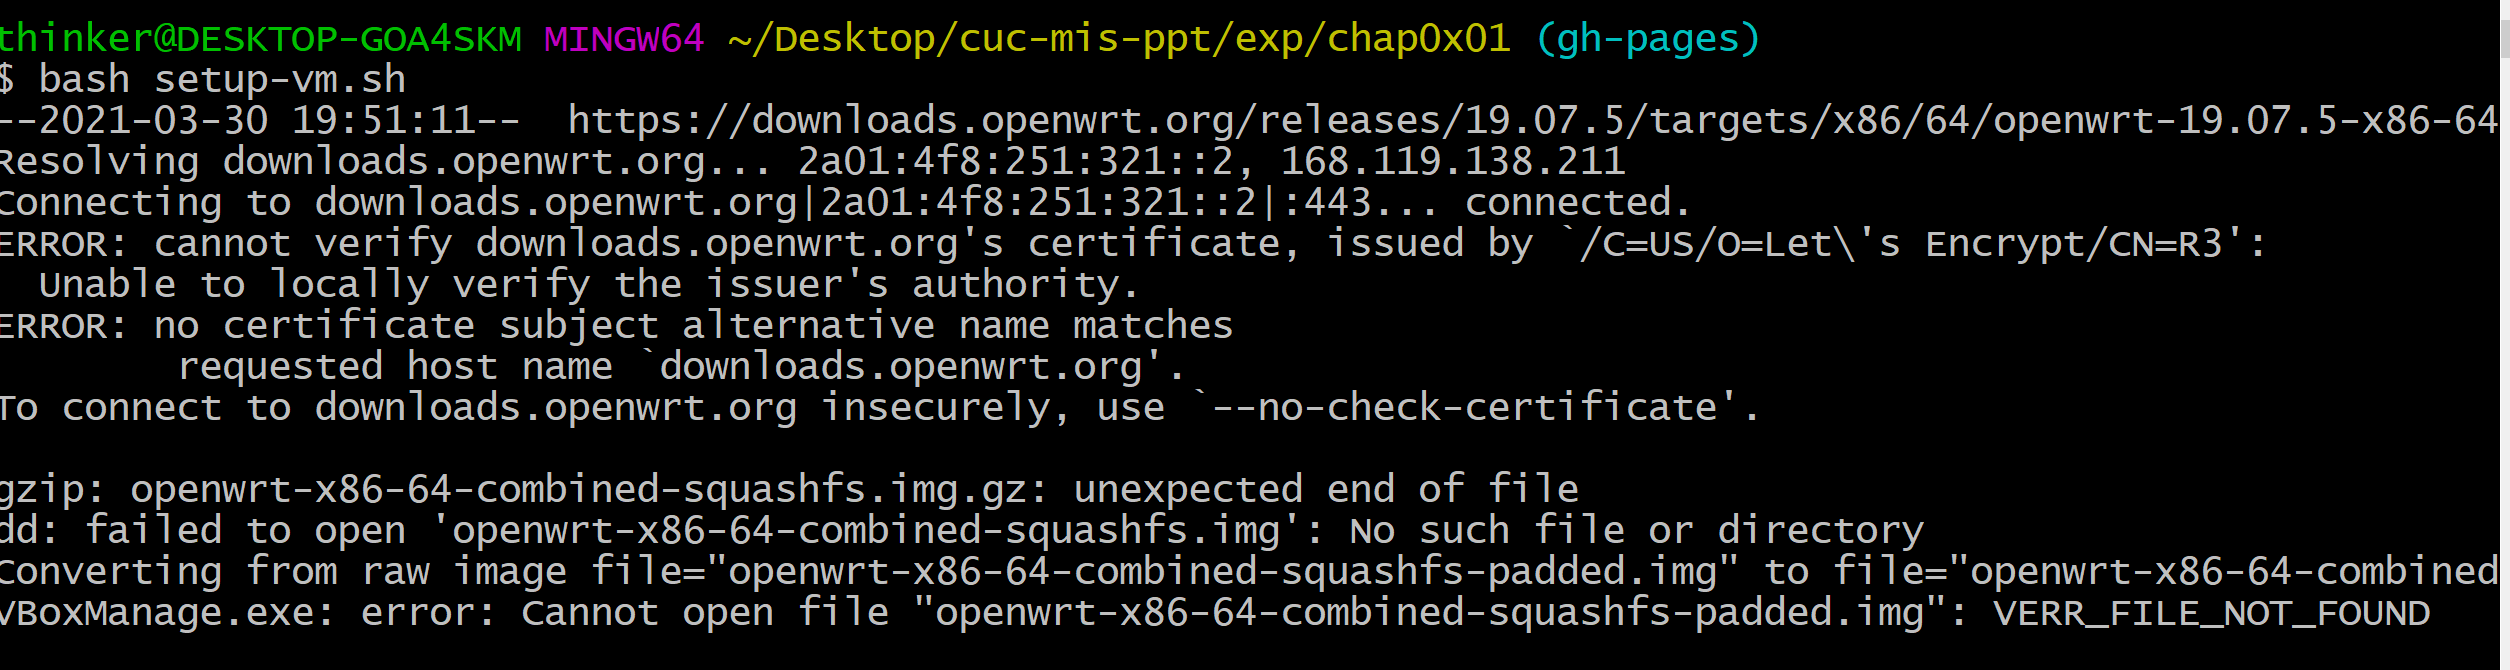 thinker@DESKTOP-GOA4SKM MINGW64 ~/Desktop/cuc-mis-ppt/exp/chap0x01 (gh-pages)
$ bash setup-vm.sh
--2021-03-30 19:51:11--  https://downloads.openwrt.org/releases/19.07.5/targets/x86/64/openwrt-19.07.5-x86-64
Resolving downloads.openwrt.org... 2a01:4f8:251:321::2, 168.119.138.211
Connecting to downloads.openwrt.org|2a01:4f8:251:321::2|:443... connected.
ERROR: cannot verify downloads.openwrt.org's certificate, issued by `/C=US/O=Let\'s Encrypt/CN=R3':
  Unable to locally verify the issuer's authority.
ERROR: no certificate subject alternative name matches
        requested host name `downloads.openwrt.org'.
To connect to downloads.openwrt.org insecurely, use `--no-check-certificate'.

gzip: openwrt-x86-64-combined-squashfs.img.gz: unexpected end of file
dd: failed to open 'openwrt-x86-64-combined-squashfs.img': No such file or directory
Converting from raw image file="openwrt-x86-64-combined-squashfs-padded.img" to file="openwrt-x86-64-combined
VBoxManage.exe: error: Cannot open file "openwrt-x86-64-combined-squashfs-padded.img": VERR_FILE_NOT_FOUND